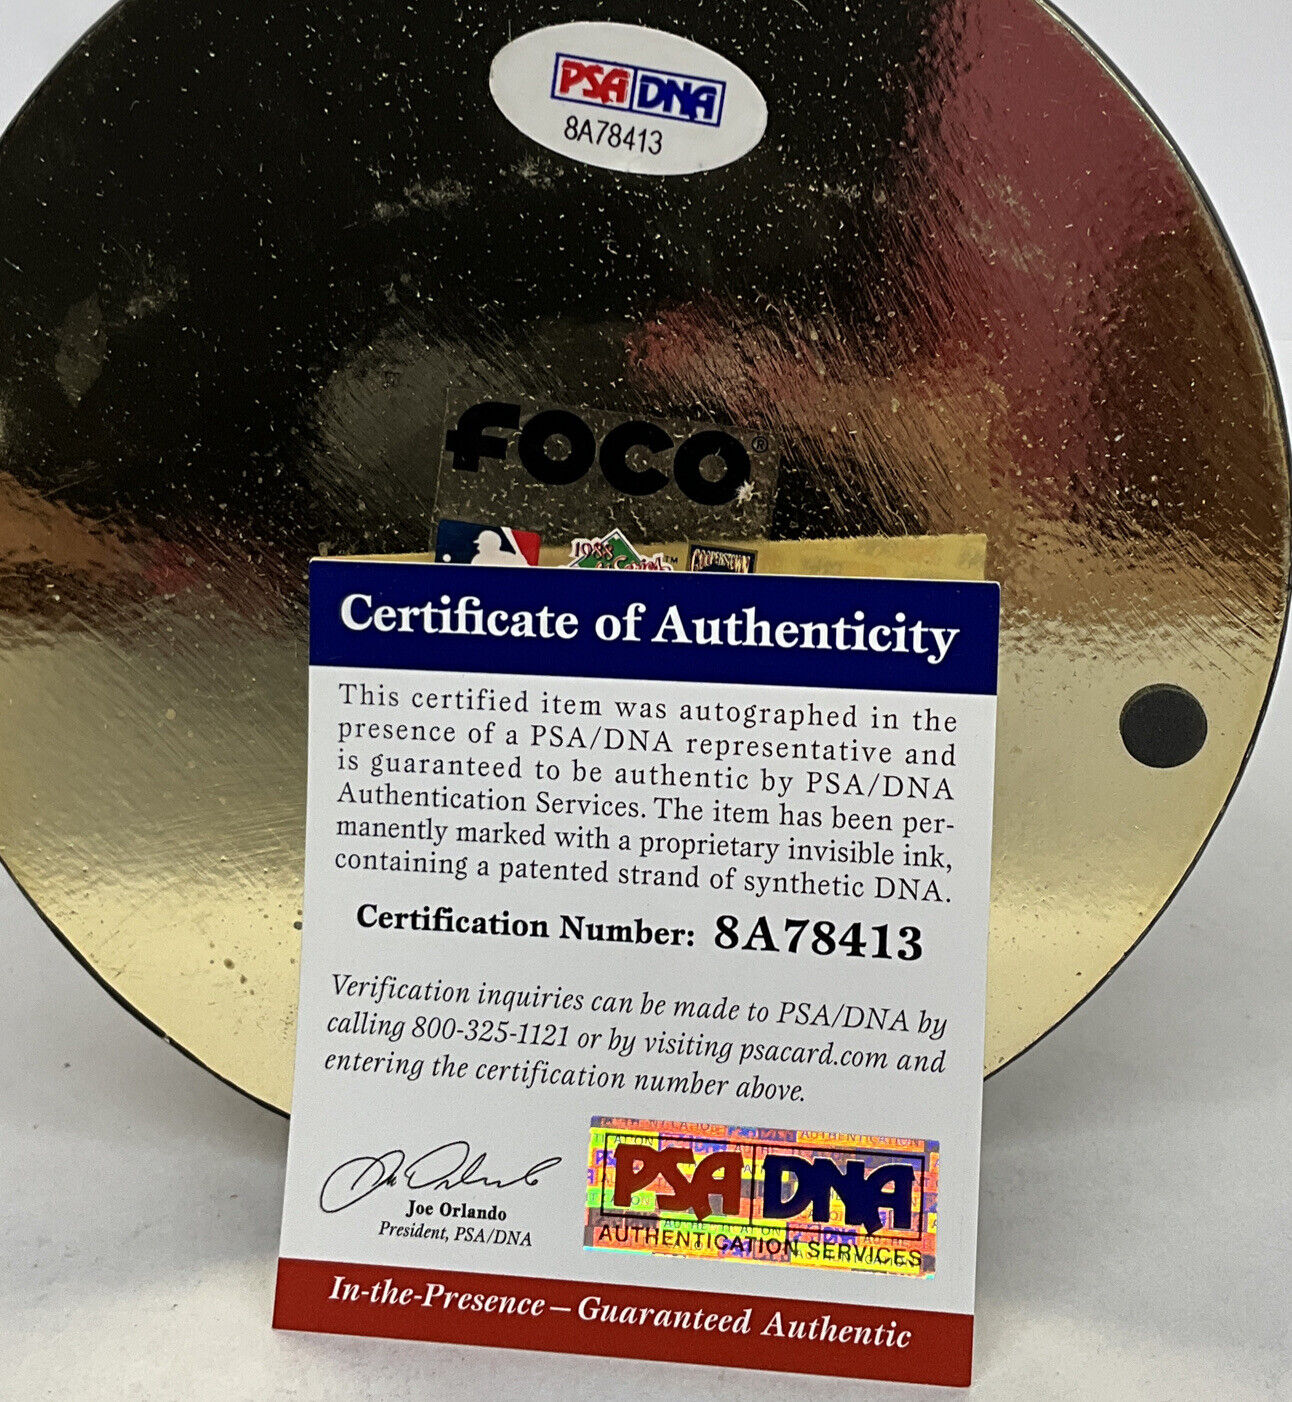 PSA DNA
8A78413
FOCO®
1988
COOPERSTOWN
Certificate of Authenticity
This certified item was autographed in the
presence of a PSA/DNA representative and
is guaranteed to be authentic by PSA/DNA
Authentication Services. The item has been per-
manently marked with a proprietary invisible ink,
containing a patented strand of synthetic DNA.
Certification Number: 8A78413
Verification inquiries can be made to PSA/DNA by
calling 800-325-1121 or by visiting psacard.com and
entering the certification number above.
Joe Orlando
President, PSA/DNA
PSA DNA
AUTHENTICATION SERVICES
In-the-Presence – Guaranteed Authentic